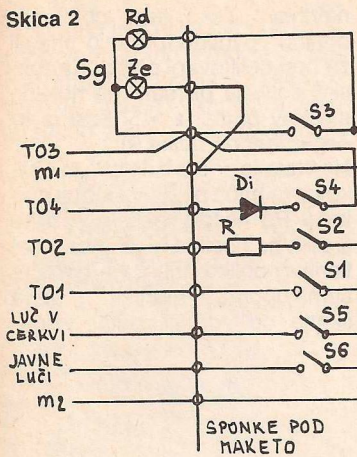 Skica 2
Rd
Sg
Že
S3
TO3
m1
Di
S4
TO4
R
S2
TO2
S1
TO1
LUČ V
CERKVI
S5
JAVNE
LUČI
S6
m2
SPONKE POD
MAKETO